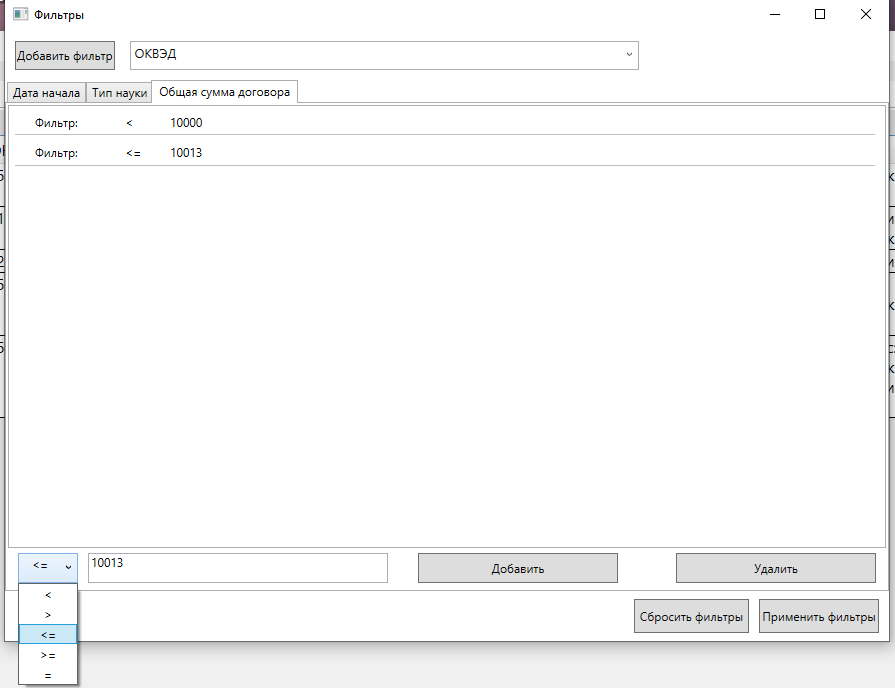 Фильтры
Добавить фильтр ОКВЭД
Дата начала Тип науки Общая сумма договора
Фильтр: < 10000
Фильтр: <= 10013
<= 10013 Добавить Удалить
<
>
<=
>=
=
Сбросить фильтры Применить фильтры